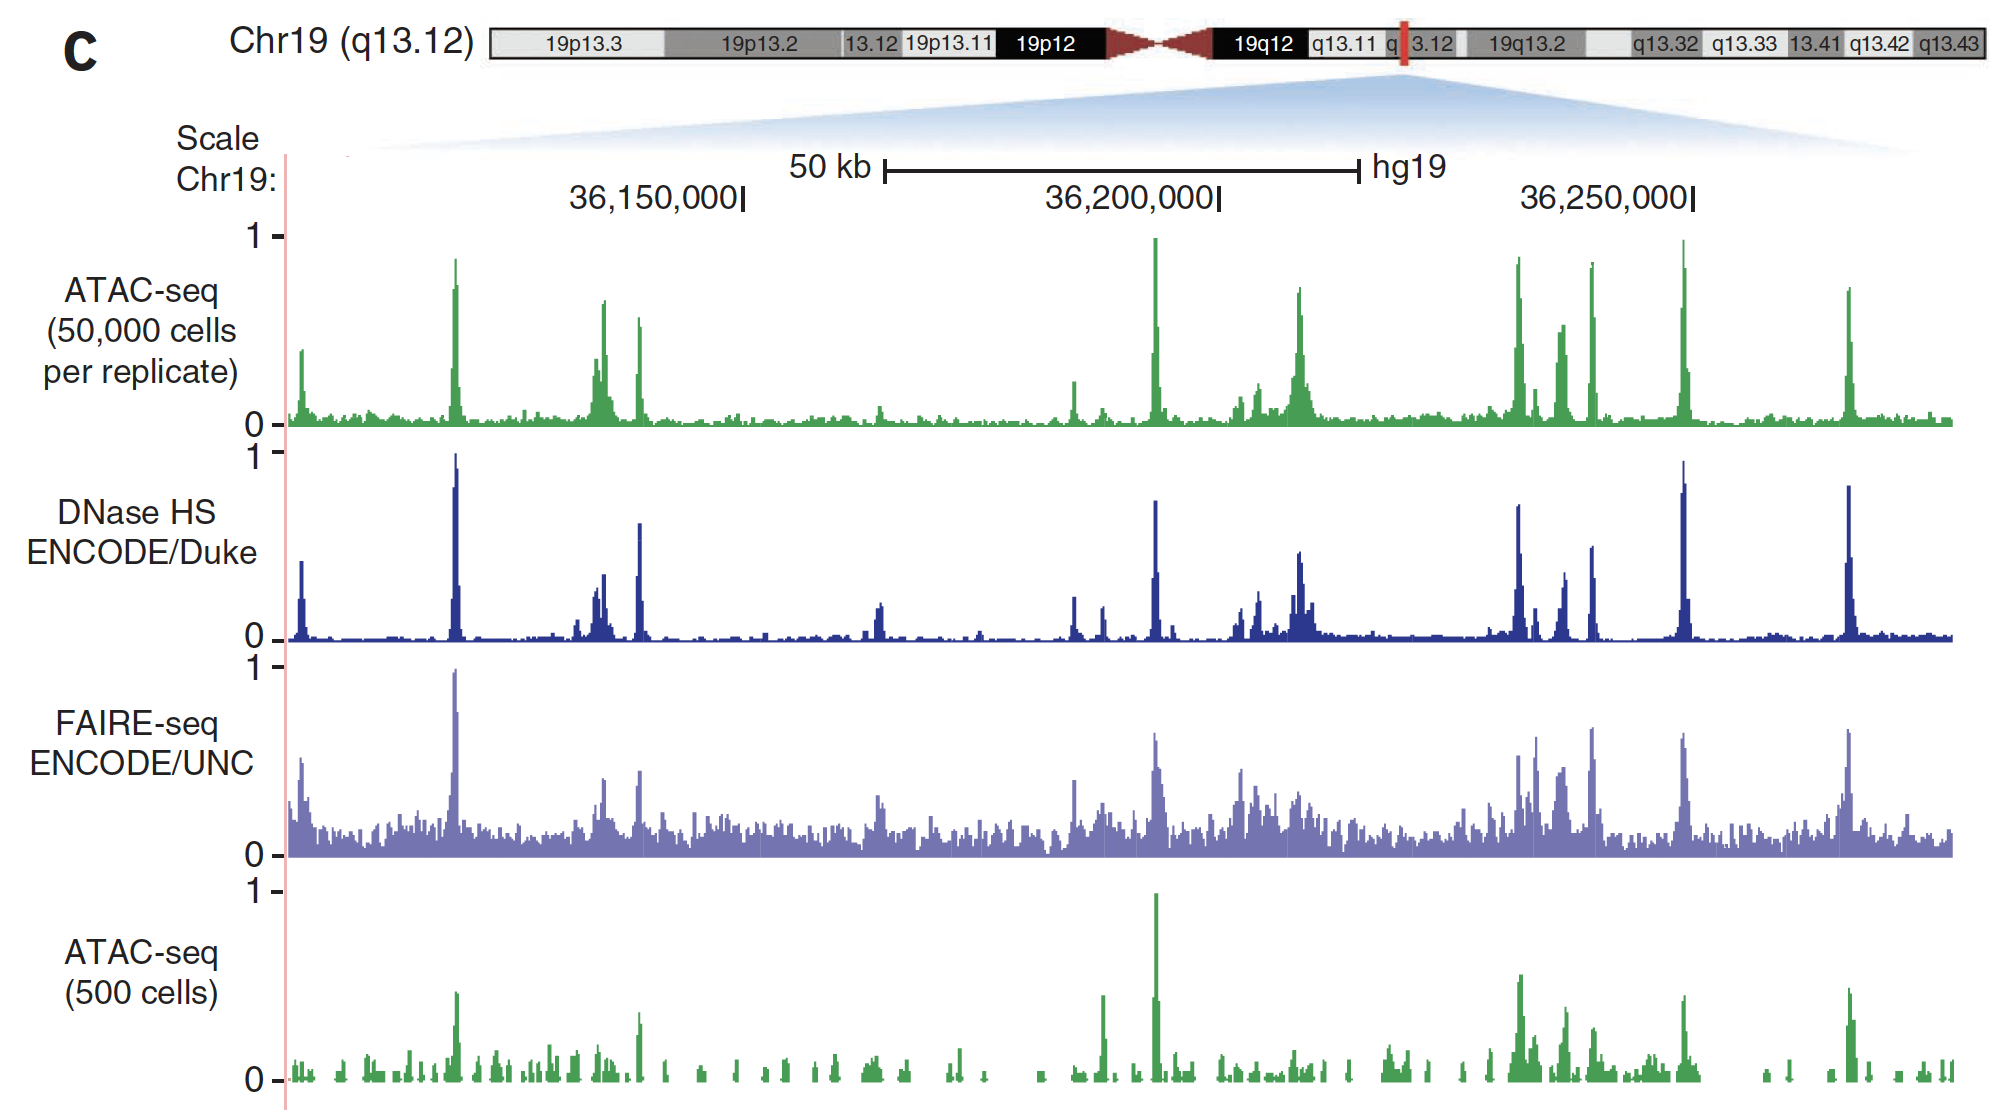 C
Chr19 (q13.12)
19p13.3 19p13.2 13.12 19p13.11 19p12 19q12 q13.11 q 3.12 19q13.2 q13.32 q13.33 13.41 q13.42 q13.43
Scale
50 kb hg19
Chr19:
36,150,000 36,200,000 36,250,000
1
ATAC-seq
(50,000 cells
per replicate)
0
1
DNase HS
ENCODE/Duke
0
1
FAIRE-seq
ENCODE/UNC
0
1
ATAC-seq
(500 cells)
0